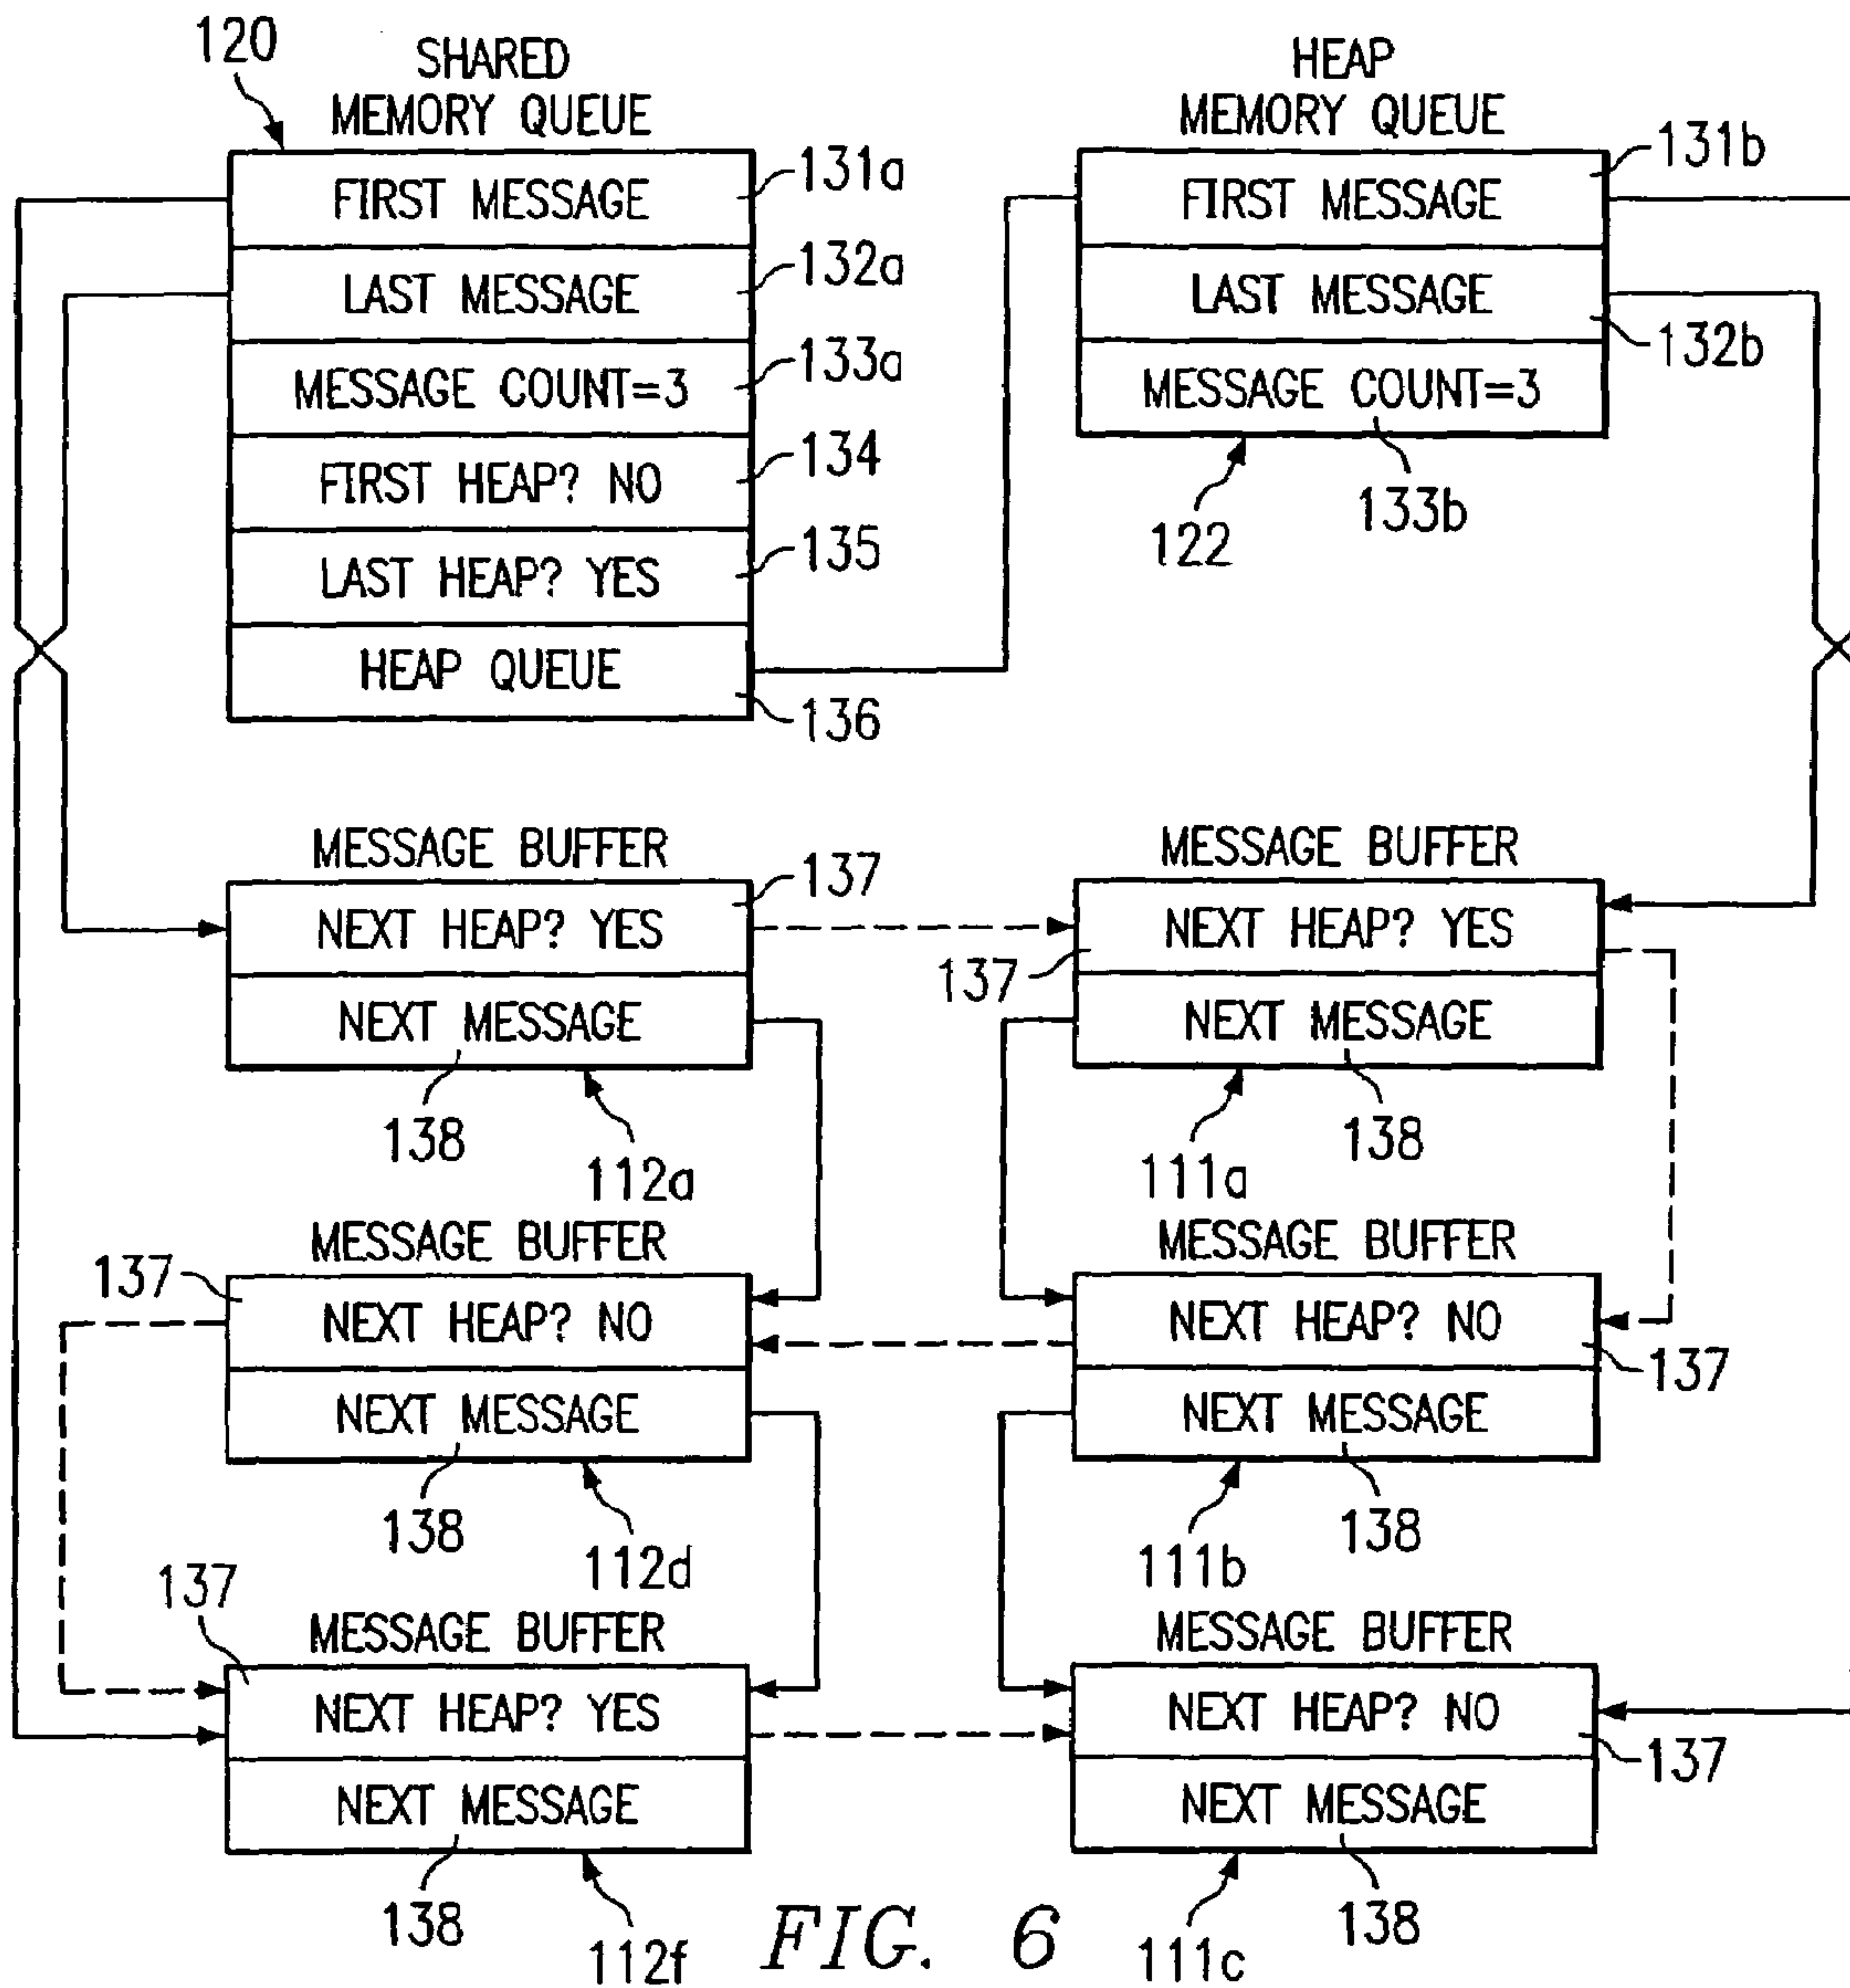 120
SHARED
MEMORY QUEUE
FIRST MESSAGE
131a
LAST MESSAGE
132a
MESSAGE COUNT=3
133a
FIRST HEAP? NO
134
LAST HEAP? YES
135
HEAP QUEUE
136
HEAP
MEMORY QUEUE
FIRST MESSAGE
131b
LAST MESSAGE
132b
MESSAGE COUNT=3
133b
122
MESSAGE BUFFER
NEXT HEAP? YES
137
NEXT MESSAGE
138
112a
MESSAGE BUFFER
NEXT HEAP? YES
137
NEXT MESSAGE
138
111a
MESSAGE BUFFER
137
NEXT HEAP? NO
NEXT MESSAGE
138
112d
MESSAGE BUFFER
NEXT HEAP? NO
137
NEXT MESSAGE
138
111b
MESSAGE BUFFER
137
NEXT HEAP? YES
NEXT MESSAGE
138
112f
MESSAGE BUFFER
NEXT HEAP? NO
137
NEXT MESSAGE
138
111c
FIG. 6